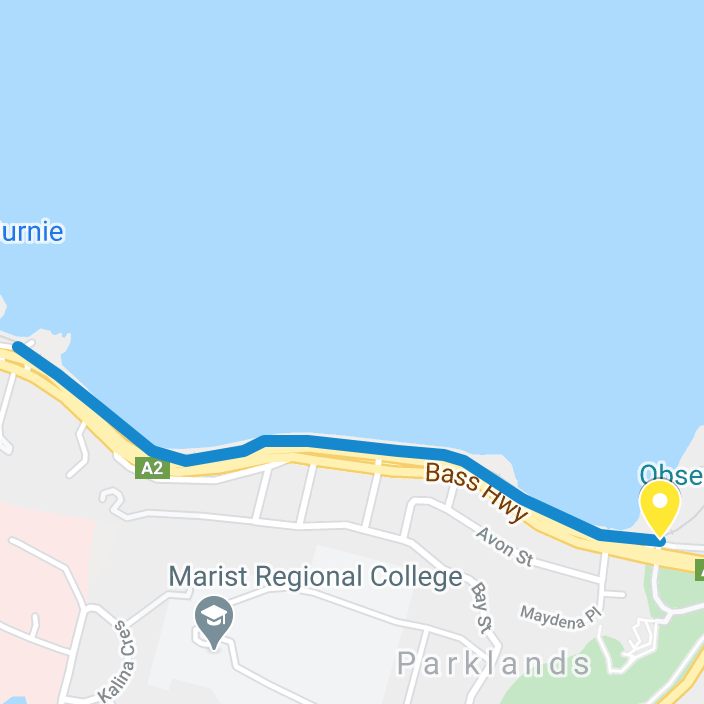 urnie
A2
Bass Hwy
Obse
Avon St
Marist Regional College
Bay St
Maydena Pl
Kalina Cres
Parklands